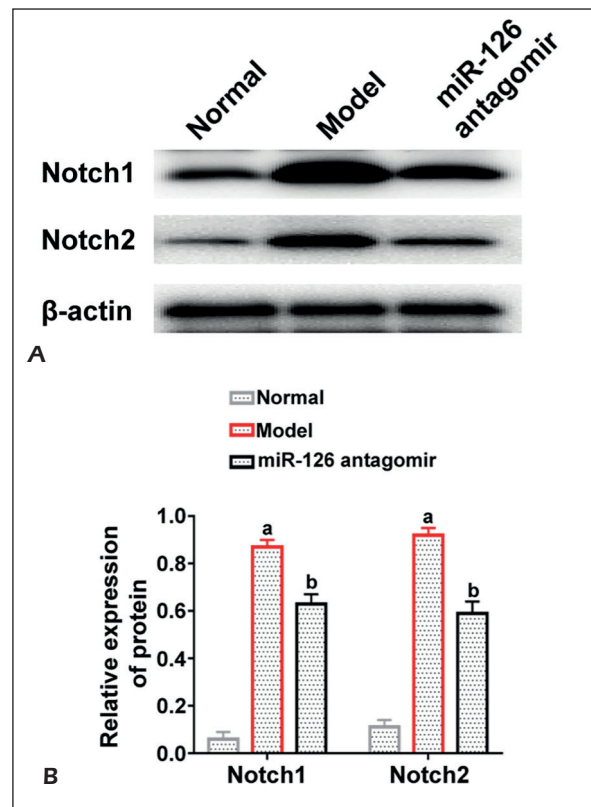 Normal
Model
miR-126
antagomir
Notch1
Notch2
β-actin
A
Normal
Model
miR-126 antagomir
Relative expression
of protein
1.0
0.8
0.6
0.4
0.2
0.0
a
b
a
b
Notch1
Notch2
B